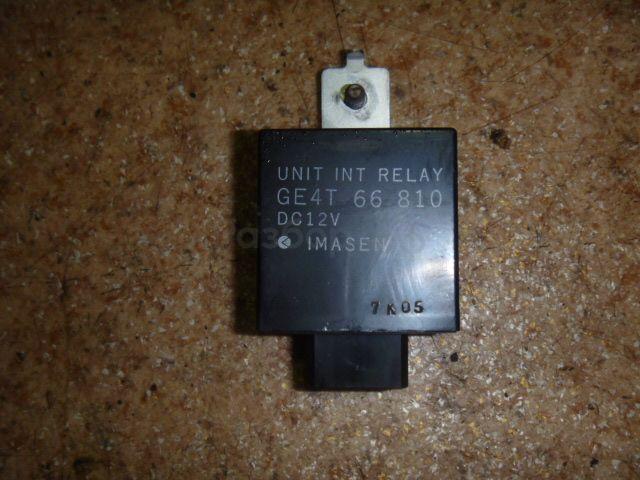 UNIT INT RELAY
GE4T 66 810
DC12V
IMASEN
7K05